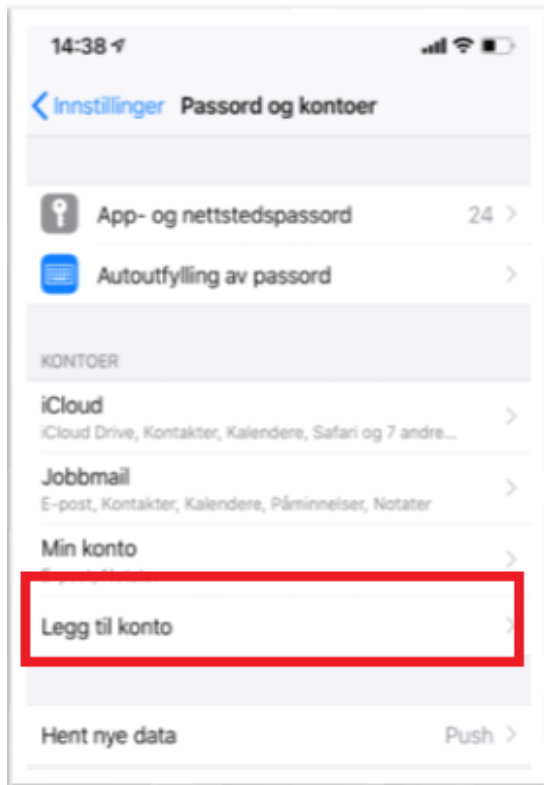 14:38
Innstillinger Passord og kontoer
App- og nettstedspassord 24
Autoutfylling av passord
KONTOER
iCloud
iCloud Drive, Kontakter, Kalendere, Safari og 7 andre...
Jobbmail
E-post, Kontakter, Kalendere, Påminnelser, Notater
Min konto
Legg til konto
Hent nye data Push